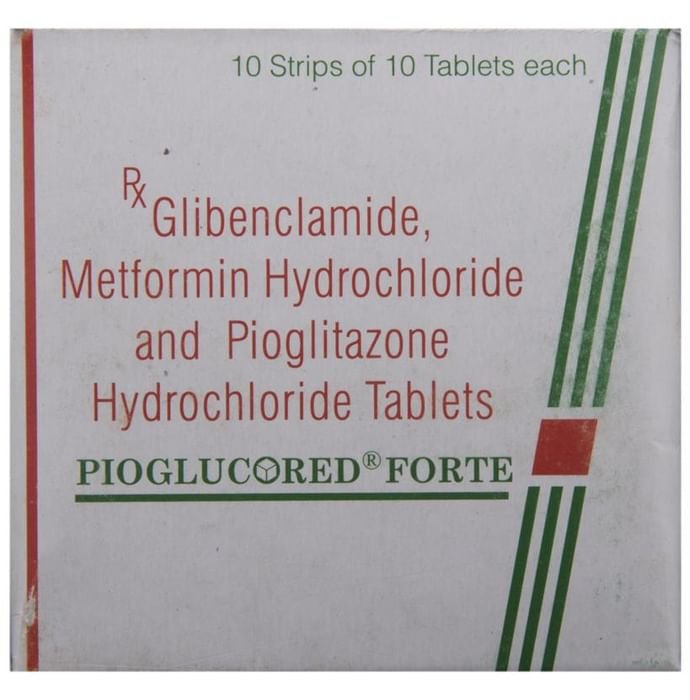 10 Strips of 10 Tablets each
Rx Glibenclamide,
Metformin Hydrochloride
and Pioglitazone
Hydrochloride Tablets
PIOGLUCORED® FORTE